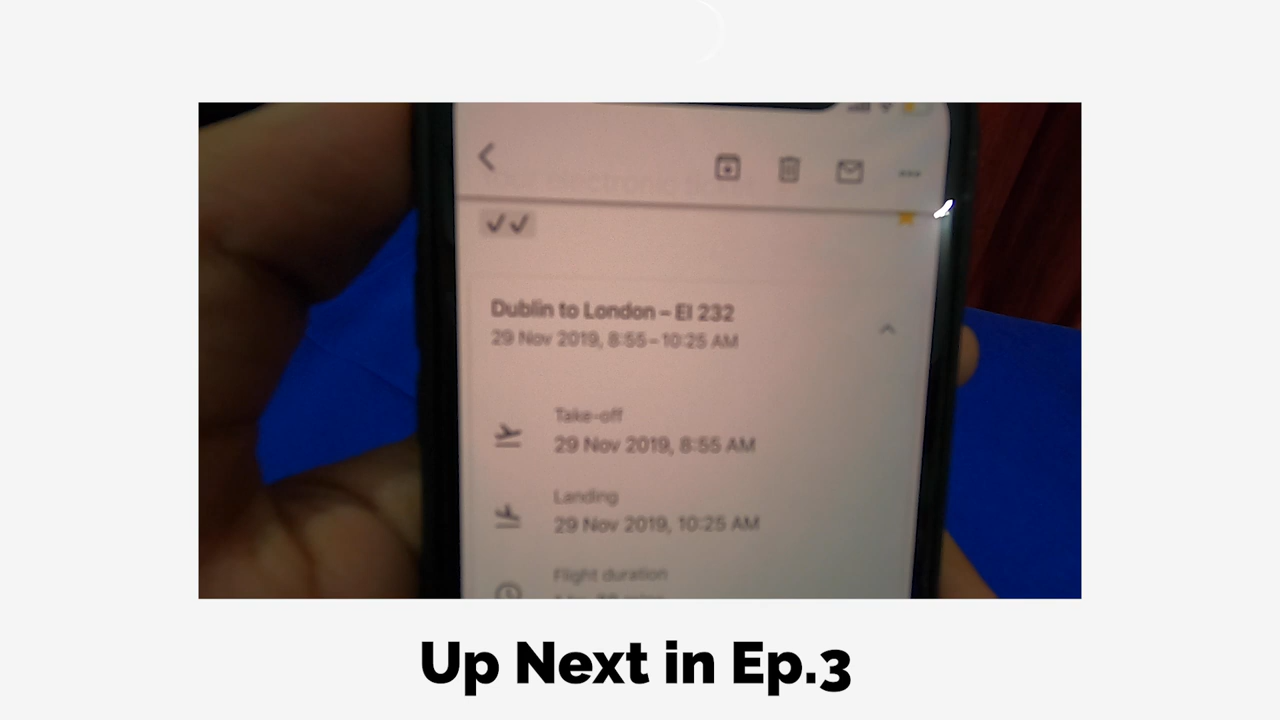 Dublin to London – EI 232
29 Nov 2019, 8:55 – 10:25 AM
Take-off
29 Nov 2019, 8:55 AM
Landing
29 Nov 2019, 10:25 AM
Flight duration
Up Next in Ep.3